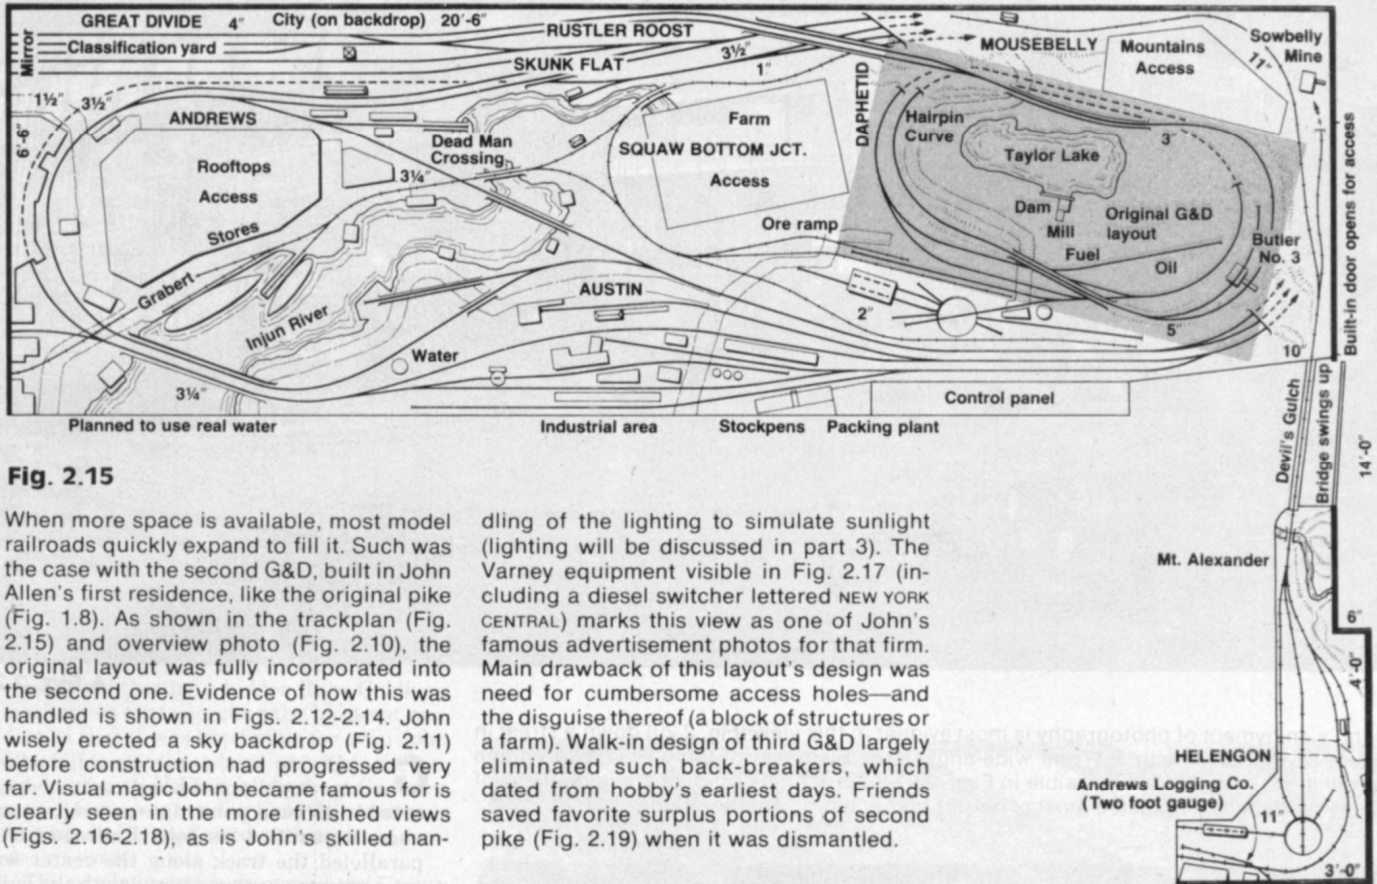 GREAT DIVIDE 4" City (on backdrop) 20'-6"
RUSTLER ROOST
Mirror
Classification yard
SKUNK FLAT
3½"
1"
MOUSEBELLY
Mountains
Access
Sowbelly
Mine
11"
1½" 3½"
6'-6"
ANDREWS
Rooftops
Access
Stores
Dead Man
Crossing
3¼"
Farm
SQUAW BOTTOM JCT.
Access
DAPHETID
Hairpin
Curve
Taylor Lake
3"
Dam
Mill
Original G&D
layout
Fuel
Oil
Butler
No. 3
Ore ramp
Built-in door opens for access
Grabert
Injun River
AUSTIN
2"
5"
10"
Water
3¼"
Control panel
Planned to use real water
Industrial area
Stockpens
Packing plant
Devil's Gulch
Bridge swings up
14'-0"
Mt. Alexander
6"
4'-0"
HELENGON
Andrews Logging Co.
(Two foot gauge)
11"
3'-0"
Fig. 2.15
When more space is available, most model
railroads quickly expand to fill it. Such was
the case with the second G&D, built in John
Allen's first residence, like the original pike
(Fig. 1.8). As shown in the trackplan (Fig.
2.15) and overview photo (Fig. 2.10), the
original layout was fully incorporated into
the second one. Evidence of how this was
handled is shown in Figs. 2.12-2.14. John
wisely erected a sky backdrop (Fig. 2.11)
before construction had progressed very
far. Visual magic John became famous for is
clearly seen in the more finished views
(Figs. 2.16-2.18), as is John's skilled han-
dling of the lighting to simulate sunlight
(lighting will be discussed in part 3). The
Varney equipment visible in Fig. 2.17 (in-
cluding a diesel switcher lettered NEW YORK
CENTRAL) marks this view as one of John's
famous advertisement photos for that firm.
Main drawback of this layout's design was
need for cumbersome access holes—and
the disguise thereof (a block of structures or
a farm). Walk-in design of third G&D largely
eliminated such back-breakers, which
dated from hobby's earliest days. Friends
saved favorite surplus portions of second
pike (Fig. 2.19) when it was dismantled.